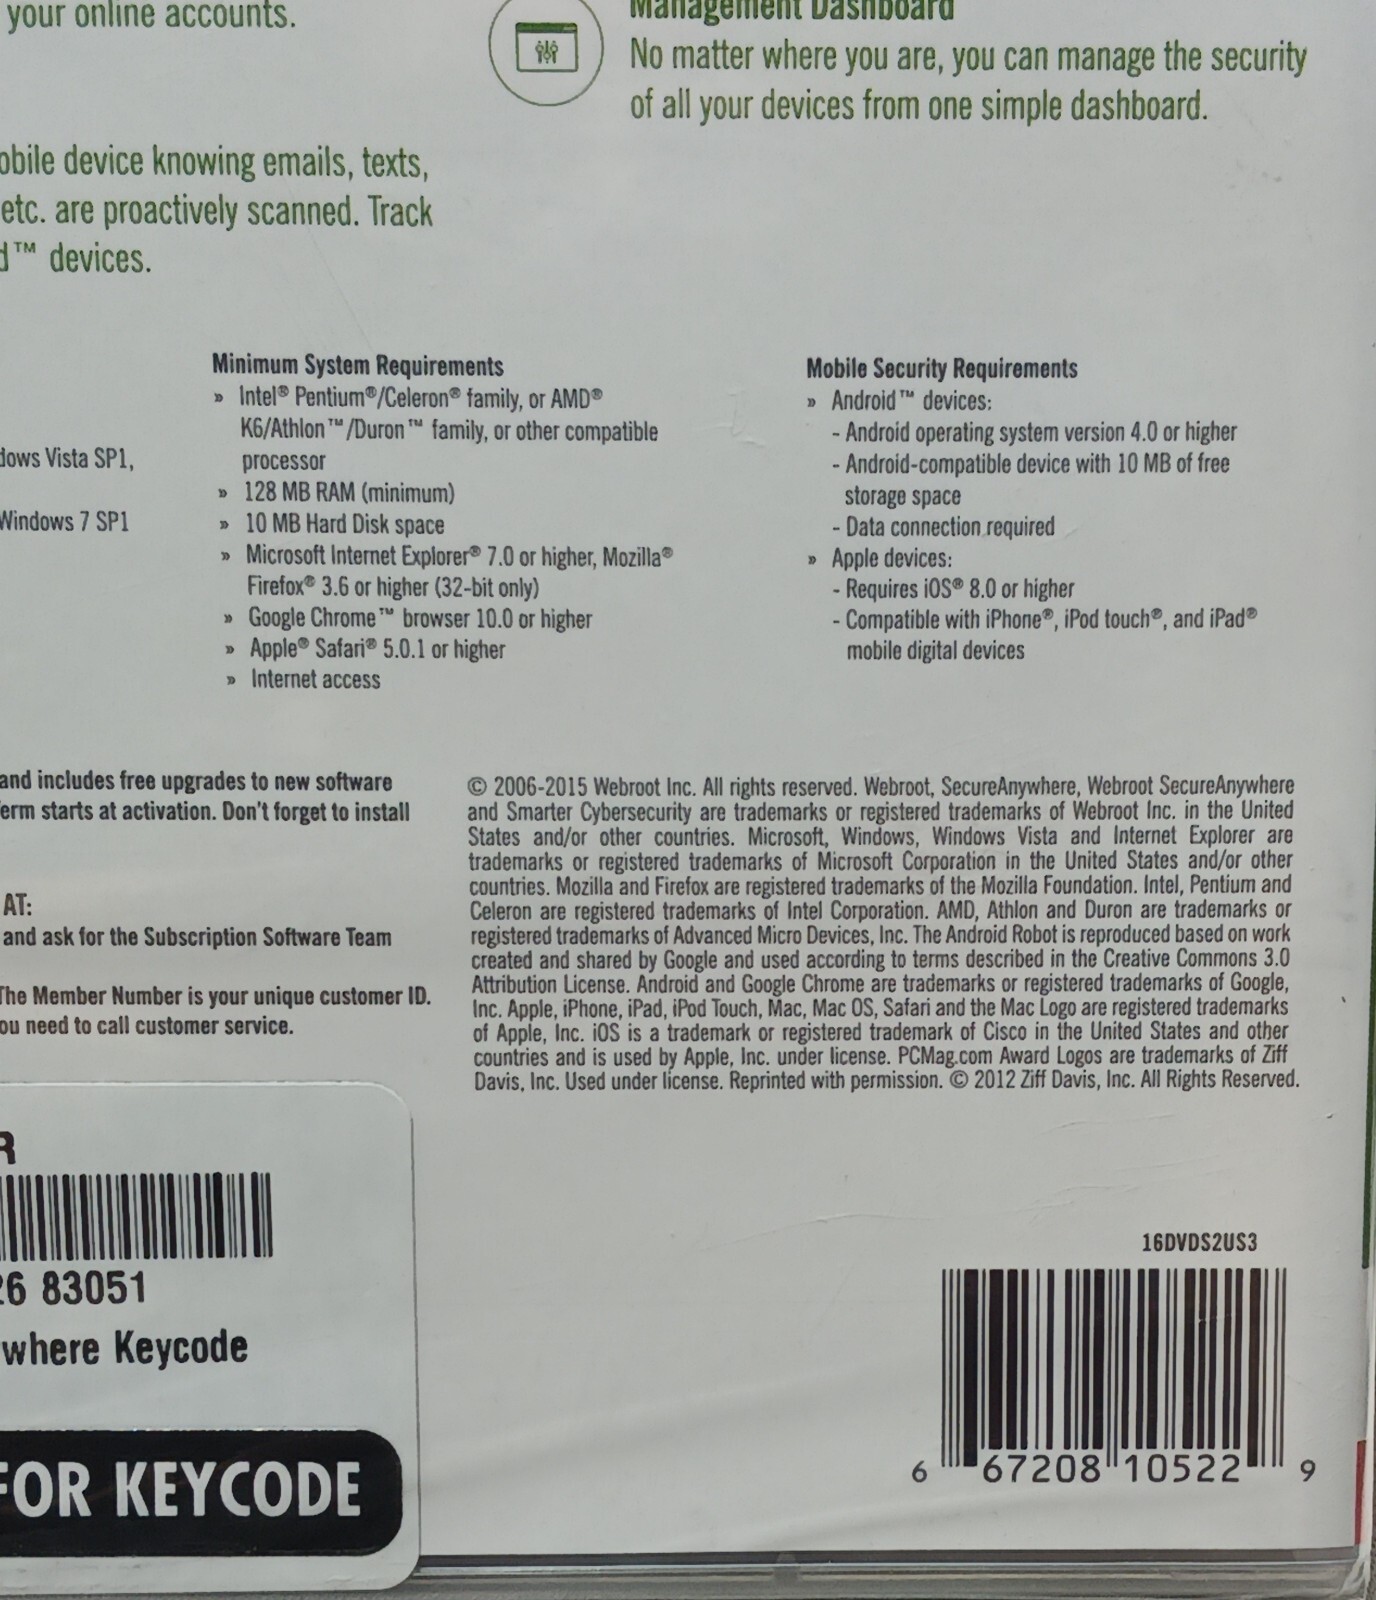 your online accounts.
Management Dashboard
No matter where you are, you can manage the security
of all your devices from one simple dashboard.
obile device knowing emails, texts,
etc. are proactively scanned. Track
d™ devices.
dows Vista SP1,
Windows 7 SP1
Minimum System Requirements
» Intel® Pentium®/Celeron® family, or AMD®
K6/Athlon™/Duron™ family, or other compatible
processor
» 128 MB RAM (minimum)
» 10 MB Hard Disk space
» Microsoft Internet Explorer® 7.0 or higher, Mozilla®
Firefox® 3.6 or higher (32-bit only)
» Google Chrome™ browser 10.0 or higher
» Apple® Safari® 5.0.1 or higher
» Internet access
Mobile Security Requirements
» Android™ devices:
- Android operating system version 4.0 or higher
- Android-compatible device with 10 MB of free
storage space
- Data connection required
» Apple devices:
- Requires iOS® 8.0 or higher
- Compatible with iPhone®, iPod touch®, and iPad®
mobile digital devices
and includes free upgrades to new software
erm starts at activation. Don't forget to install
AT:
and ask for the Subscription Software Team
The Member Number is your unique customer ID.
ou need to call customer service.
© 2006-2015 Webroot Inc. All rights reserved. Webroot, SecureAnywhere, Webroot SecureAnywhere
and Smarter Cybersecurity are trademarks or registered trademarks of Webroot Inc. in the United
States and/or other countries. Microsoft, Windows, Windows Vista and Internet Explorer are
trademarks or registered trademarks of Microsoft Corporation in the United States and/or other
countries. Mozilla and Firefox are registered trademarks of the Mozilla Foundation. Intel, Pentium and
Celeron are registered trademarks of Intel Corporation. AMD, Athlon and Duron are trademarks or
registered trademarks of Advanced Micro Devices, Inc. The Android Robot is reproduced based on work
created and shared by Google and used according to terms described in the Creative Commons 3.0
Attribution License. Android and Google Chrome are trademarks or registered trademarks of Google,
Inc. Apple, iPhone, iPad, iPod Touch, Mac, Mac OS, Safari and the Mac Logo are registered trademarks
of Apple, Inc. iOS is a trademark or registered trademark of Cisco in the United States and other
countries and is used by Apple, Inc. under license. PCMag.com Award Logos are trademarks of Ziff
Davis, Inc. Used under license. Reprinted with permission. © 2012 Ziff Davis, Inc. All Rights Reserved.
R
26 83051
where Keycode
FOR KEYCODE
16DVDS2US3
6 67208 10522 9